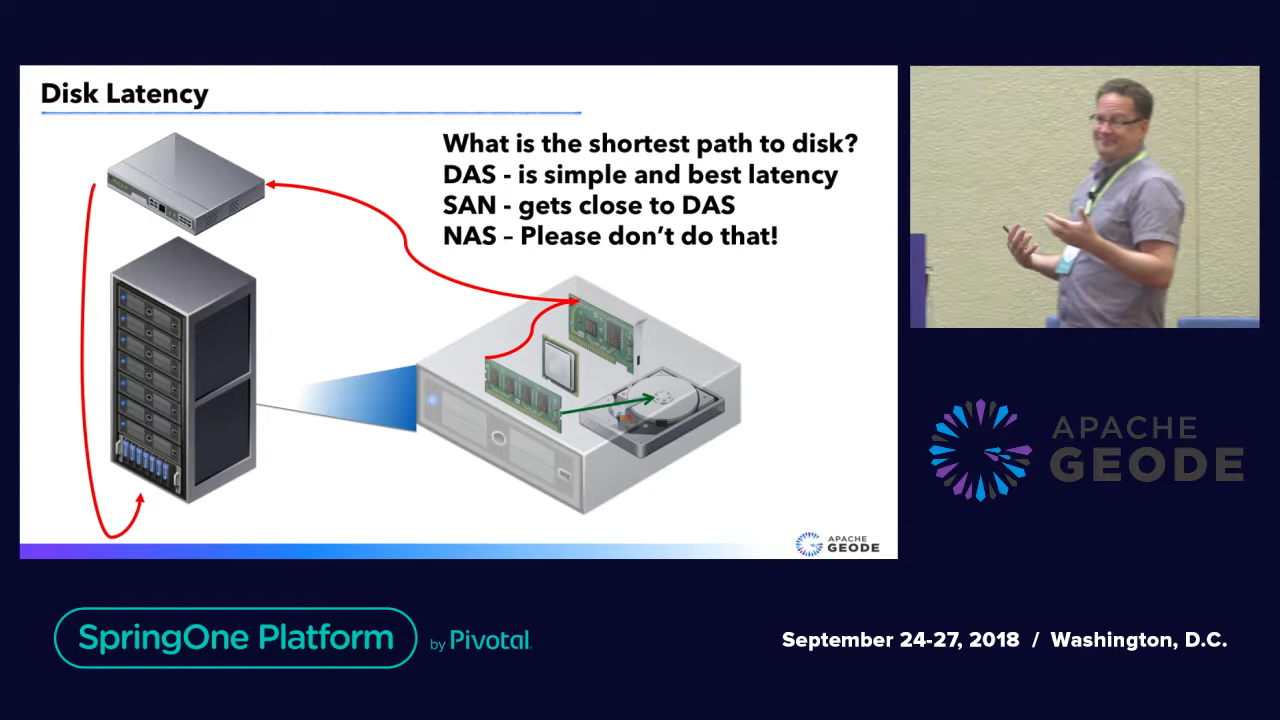 Disk Latency
What is the shortest path to disk?
DAS - is simple and best latency
SAN - gets close to DAS
NAS – Please don't do that!
APACHE
GEODE
APACHE
GEODE
SpringOne Platform
by Pivotal.
September 24-27, 2018 / Washington, D.C.